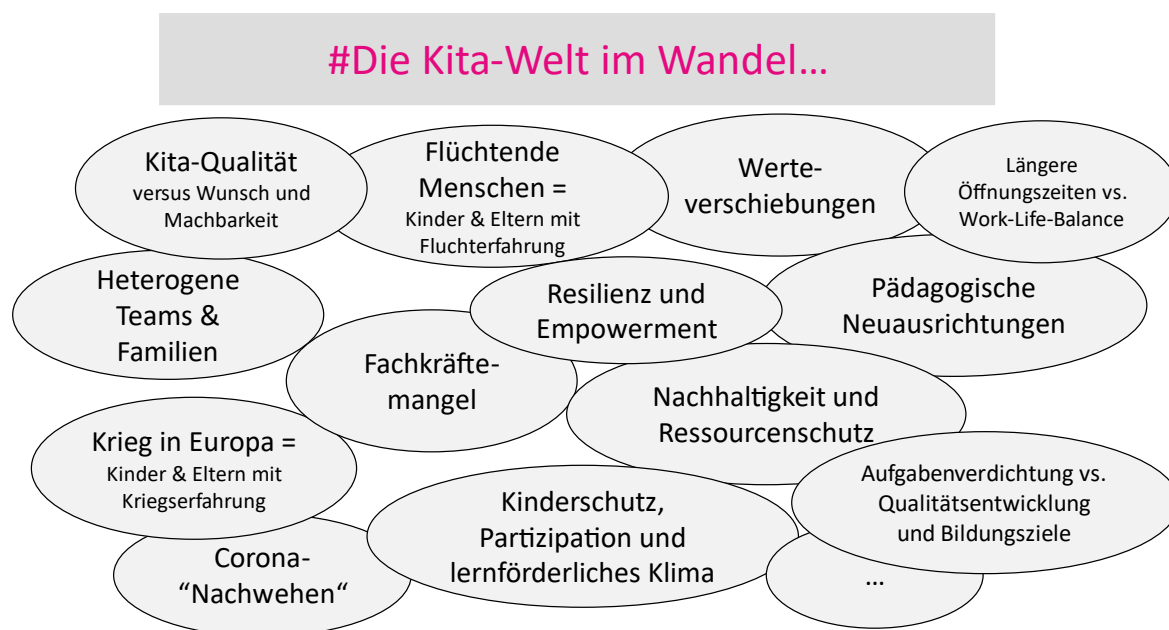 #Die Kita-Welt im Wandel…
Kita-Qualität
versus Wunsch und
Machbarkeit
Flüchtende
Menschen =
Kinder & Eltern mit
Fluchterfahrung
Werte-
verschiebungen
Längere
Öffnungszeiten vs.
Work-Life-Balance
Heterogene
Teams &
Familien
Resilienz und
Empowerment
Pädagogische
Neuausrichtungen
Fachkräfte-
mangel
Nachhaltigkeit und
Ressourcenschutz
Krieg in Europa =
Kinder & Eltern mit
Kriegserfahrung
Kinderschutz,
Partizipation und
lernförderliches Klima
Aufgabenverdichtung vs.
Qualitätsentwicklung
und Bildungsziele
Corona-
“Nachwehen“
…